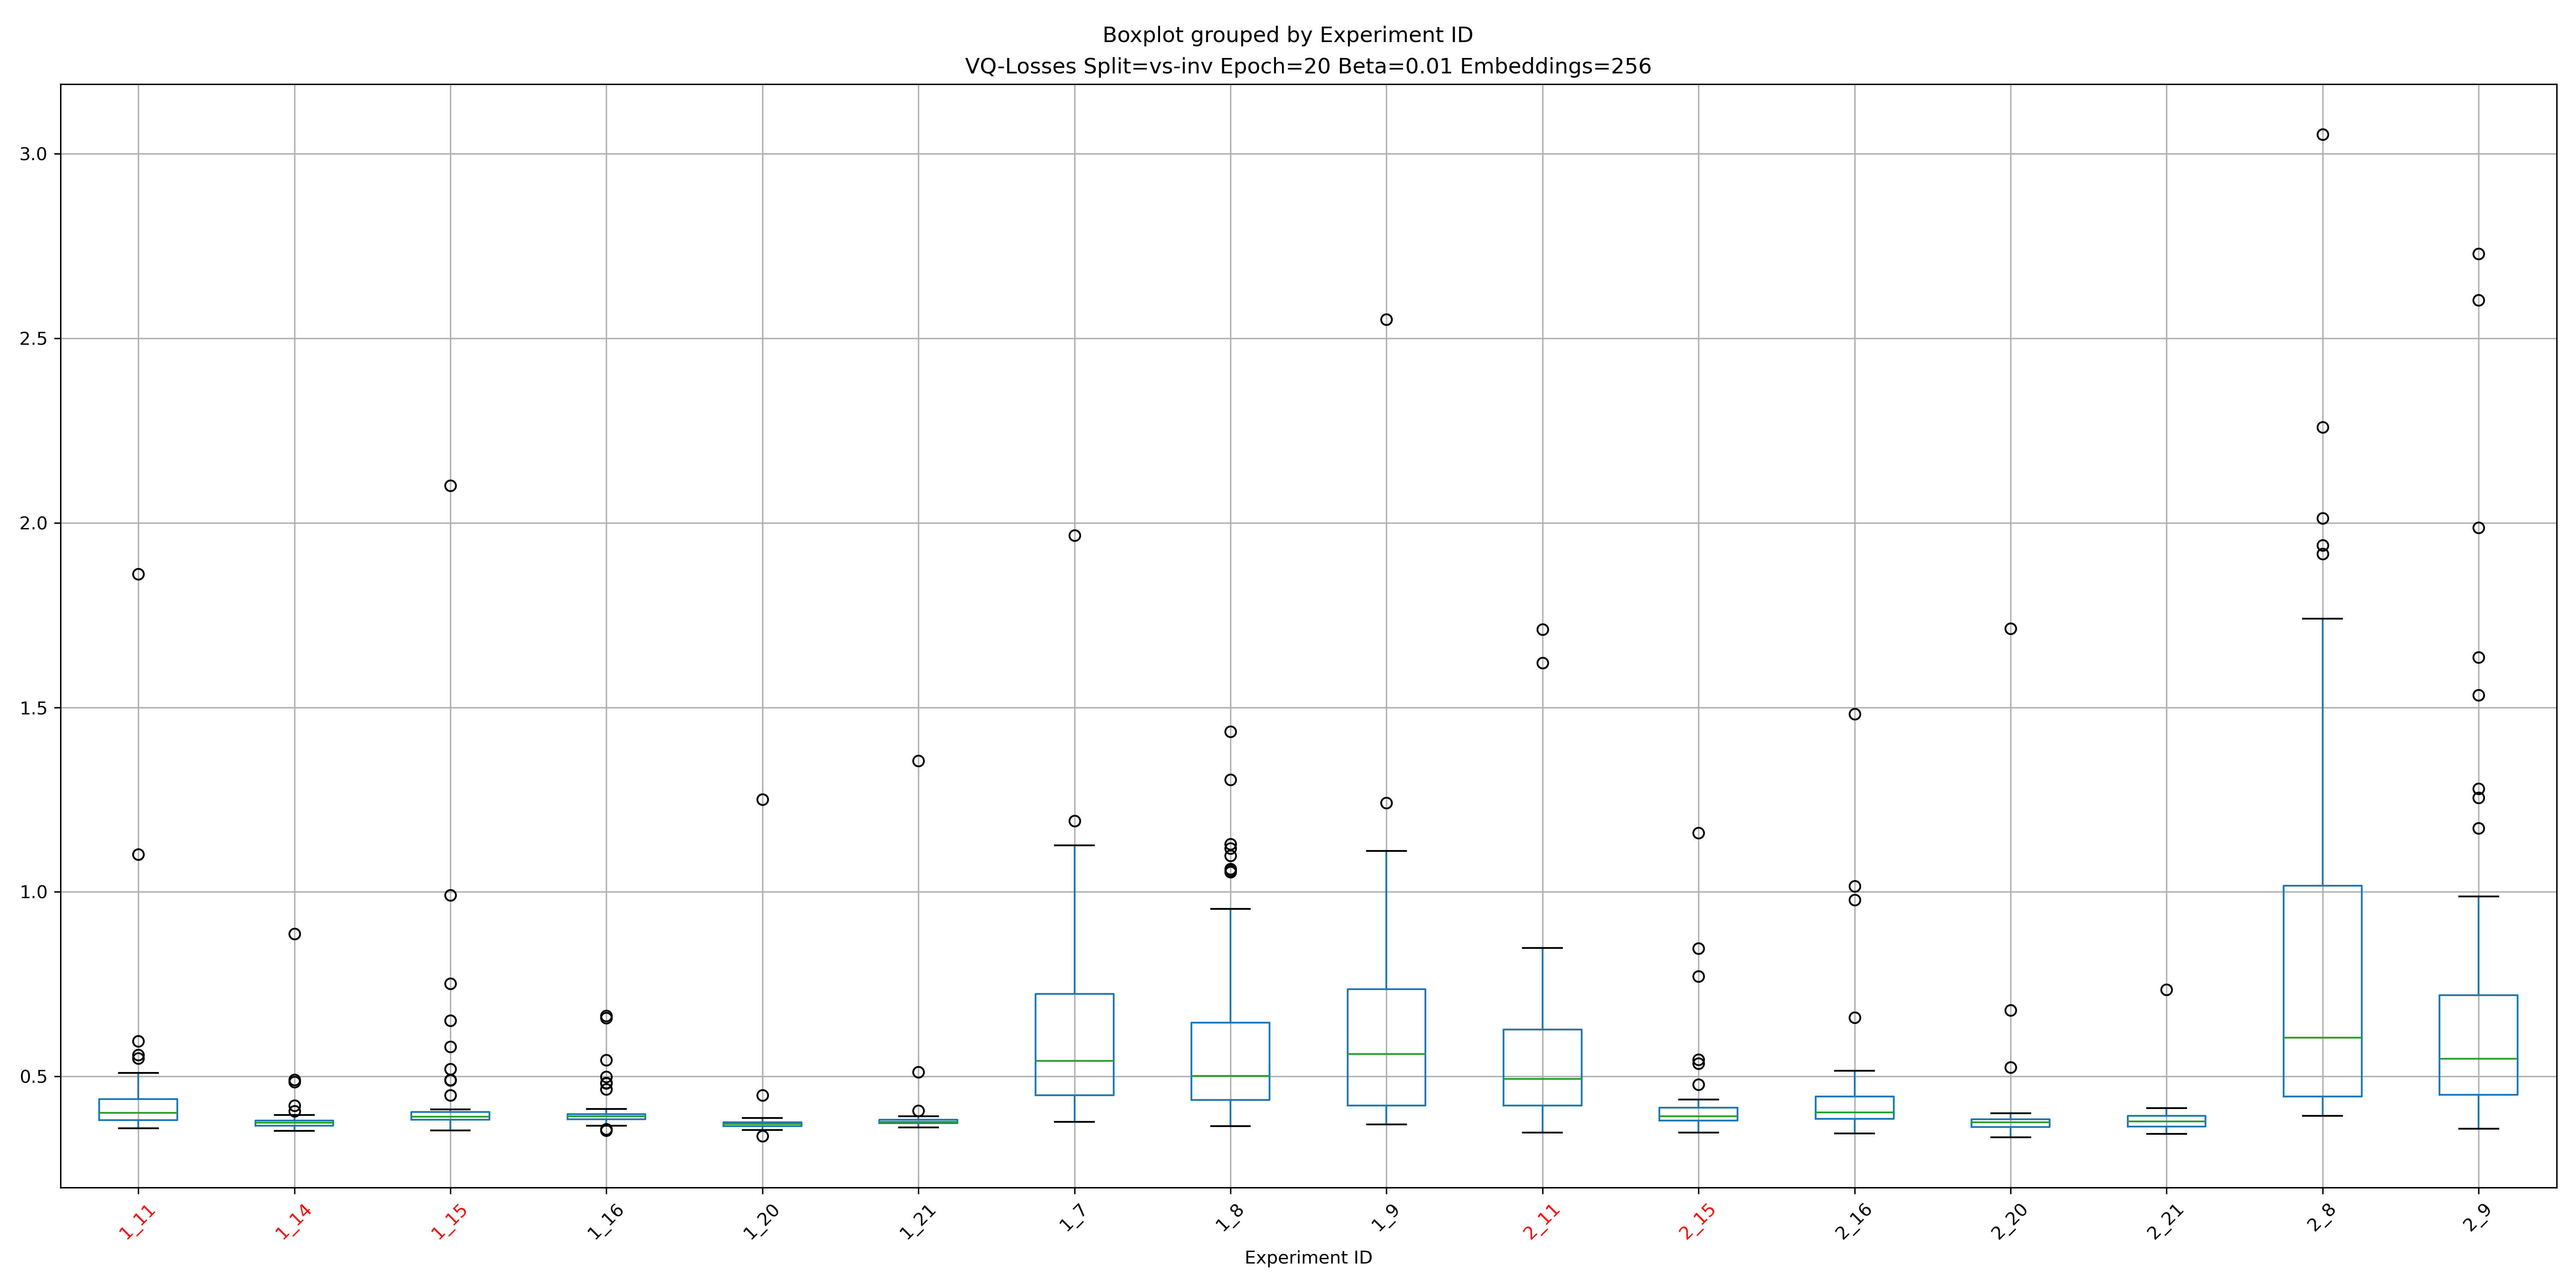 Boxplot grouped by Experiment ID
VQ-Losses Split=vs-inv Epoch=20 Beta=0.01 Embeddings=256
3.0
2.5
2.0
1.5
1.0
0.5
1_11 1_14 1_15 1_16 1_20 1_21 1_7 1_8 1_9 2_11 2_15 2_16 2_20 2_21 2_8 2_9
Experiment ID